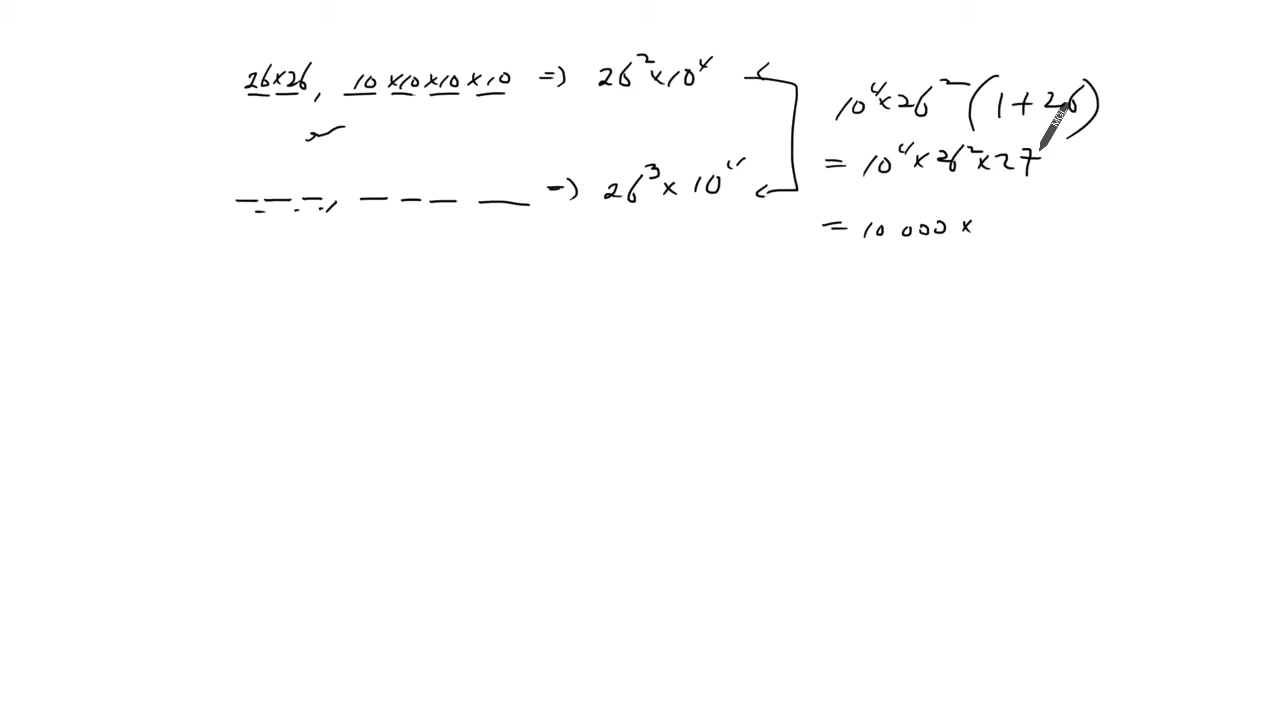 26×26, 10×10×10×10 ⇒ 26²×10⁴
_ _ _, _ _ _ _ ⇒ 26³×10⁴
10⁴×26²(1+26)
= 10⁴×26²×27
= 10 000 ×